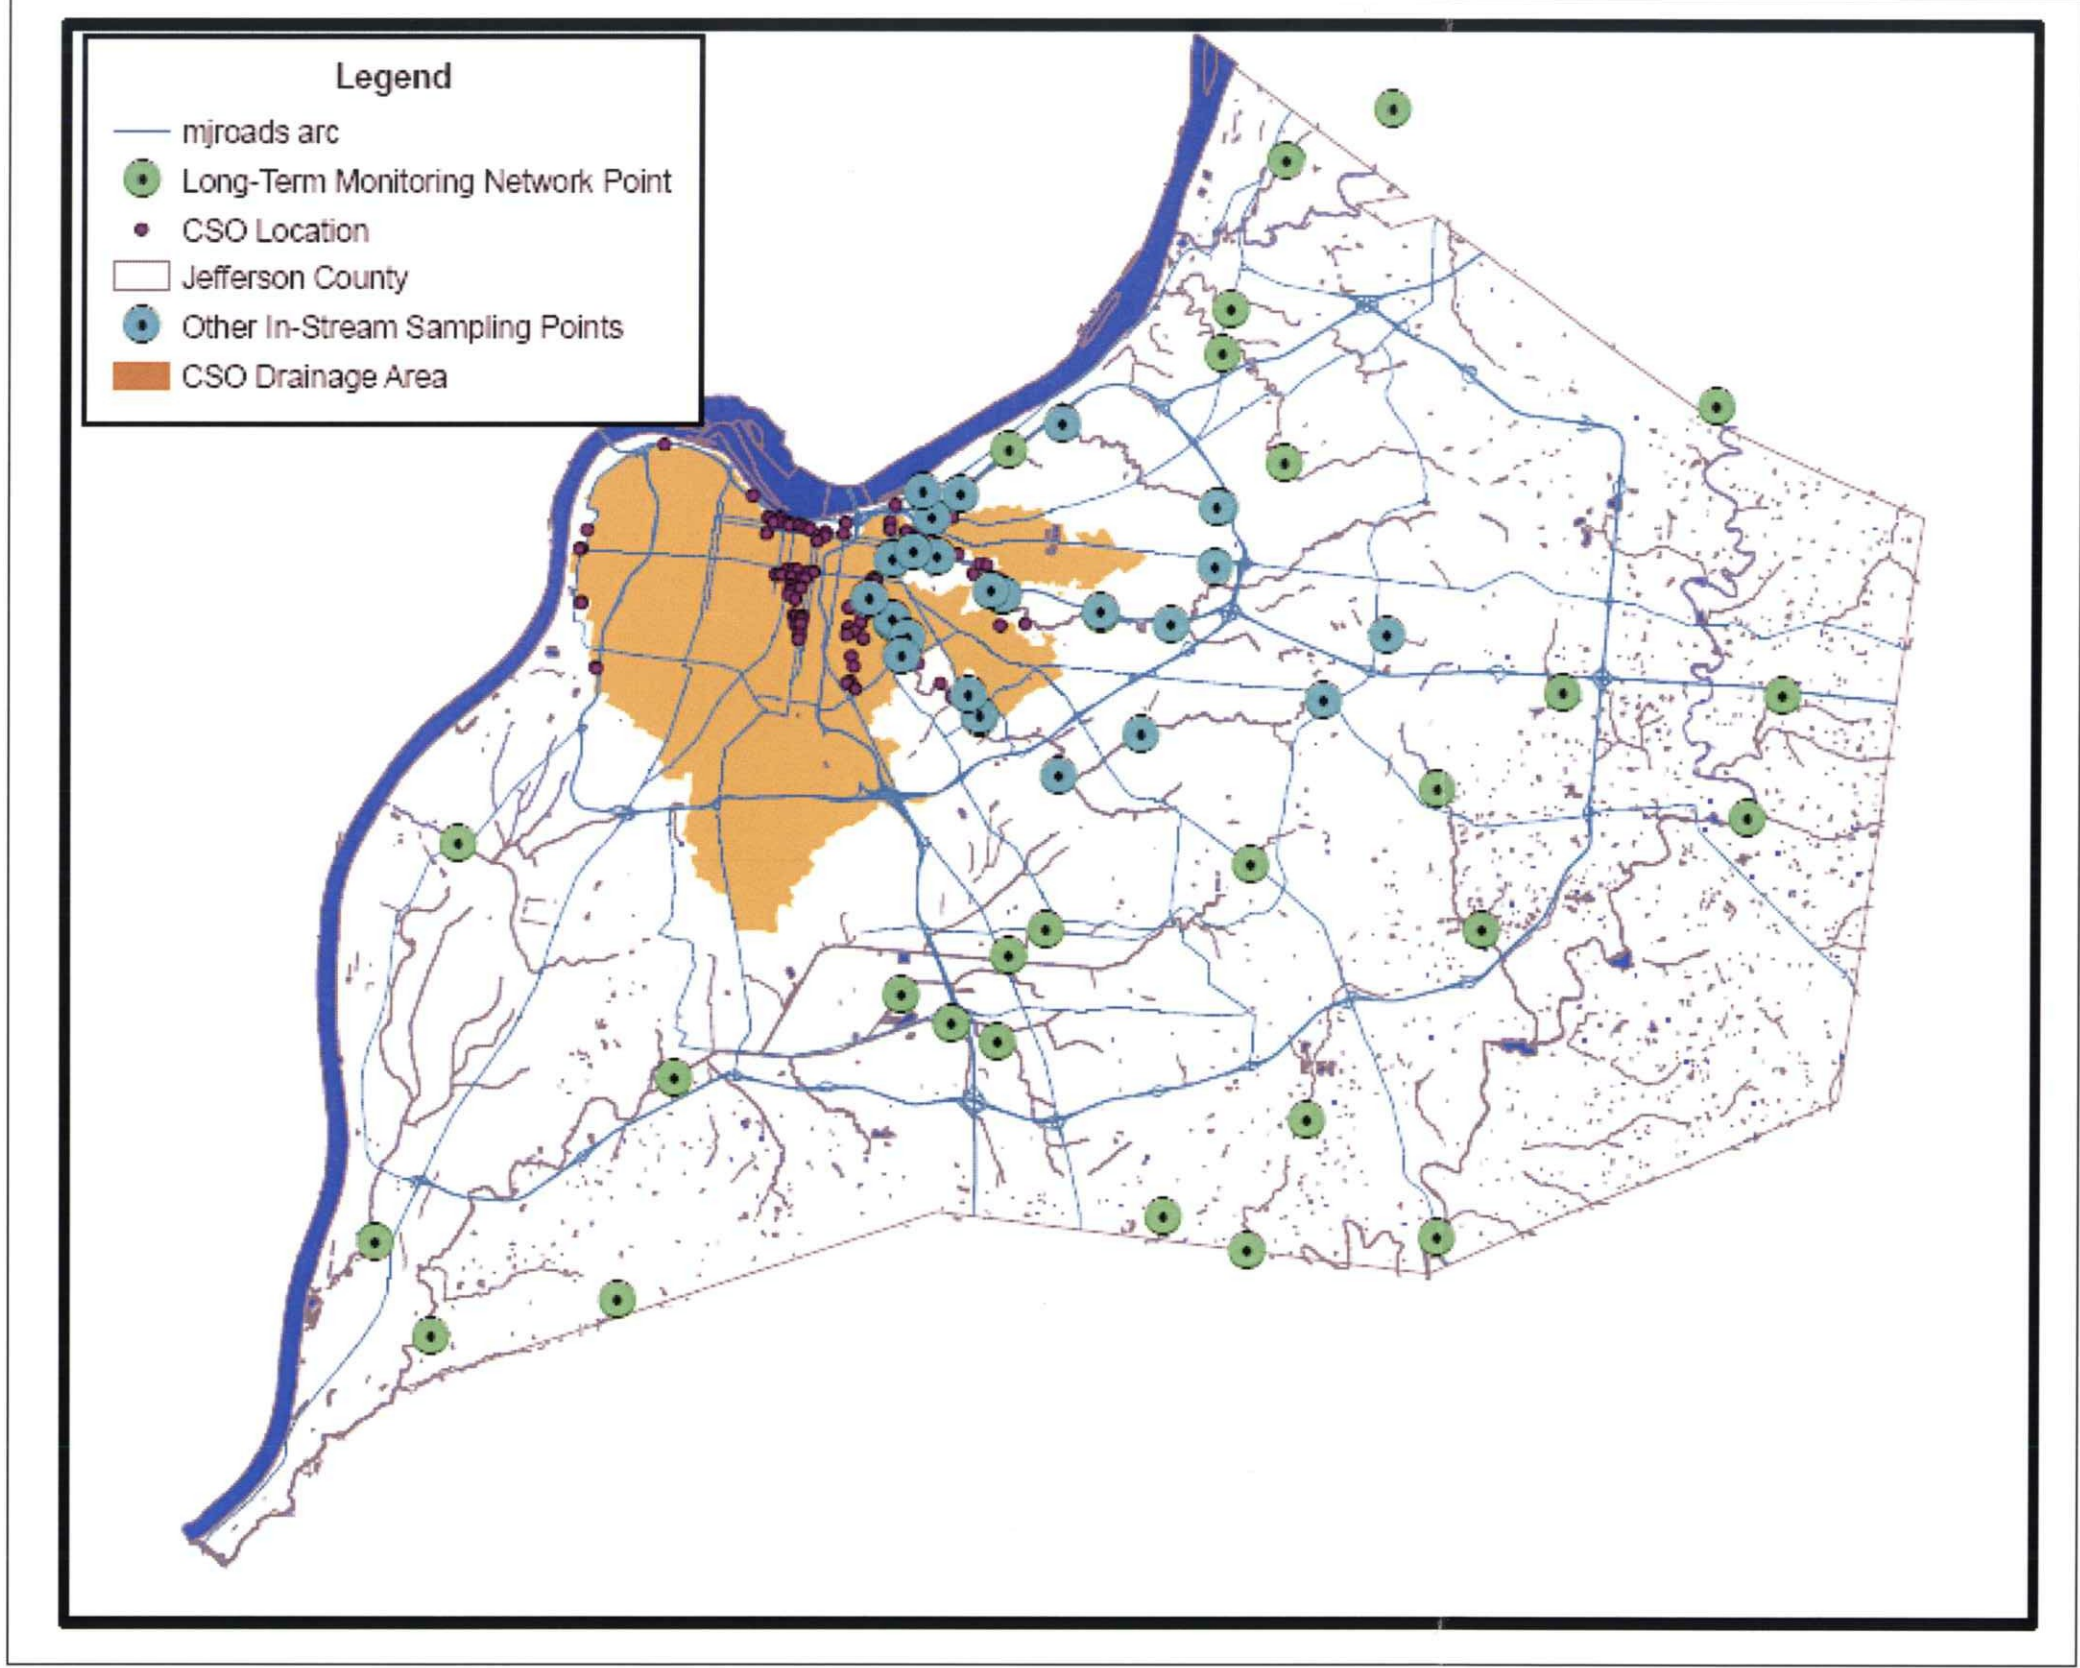 Legend
mjroads arc
Long-Term Monitoring Network Point
CSO Location
Jefferson County
Other In-Stream Sampling Points
CSO Drainage Area